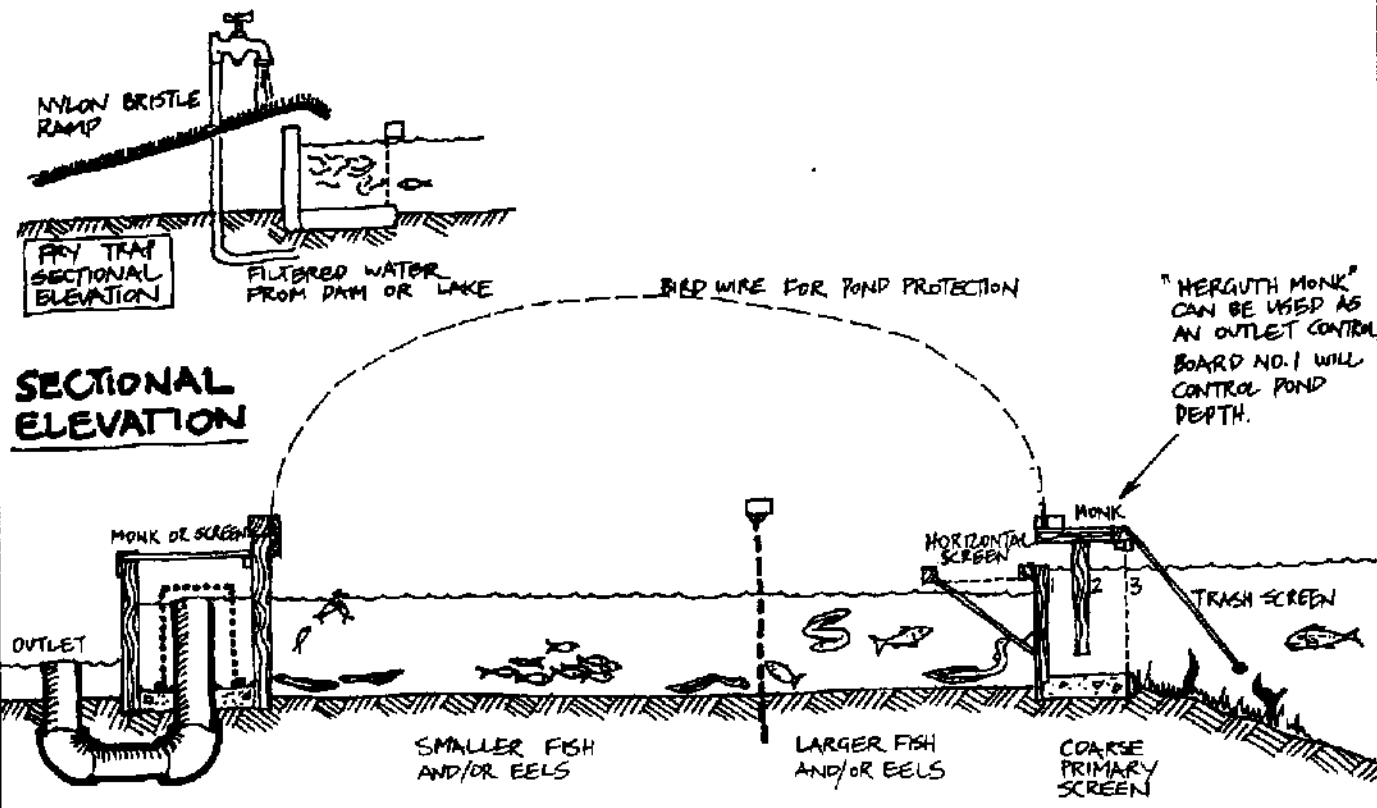 NYLON BRISTLE
RAMP
FRY TRAP
SECTIONAL
ELEVATION
FILTERED WATER
FROM DAM OR LAKE
BIRD WIRE FOR POND PROTECTION
"HERGUTH MONK"
CAN BE USED AS
AN OUTLET CONTROL
BOARD NO. 1 WILL
CONTROL POND
DEPTH.
SECTIONAL
ELEVATION
MONK OR SCREEN
MONK
HORIZONTAL
SCREEN
1 2 3
TRASH SCREEN
OUTLET
SMALLER FISH
AND/OR EELS
LARGER FISH
AND/OR EELS
COARSE
PRIMARY
SCREEN